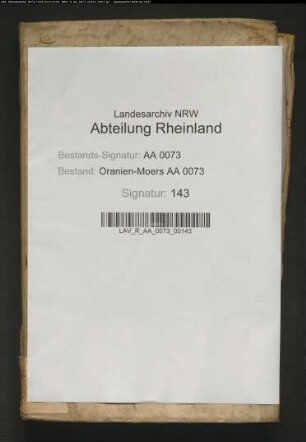 Landesarchiv NRW
Abteilung Rheinland
Bestands-Signatur: AA 0073
Bestand: Oranien-Moers AA 0073
Signatur: 143
LAV_R_AA_0073_00143